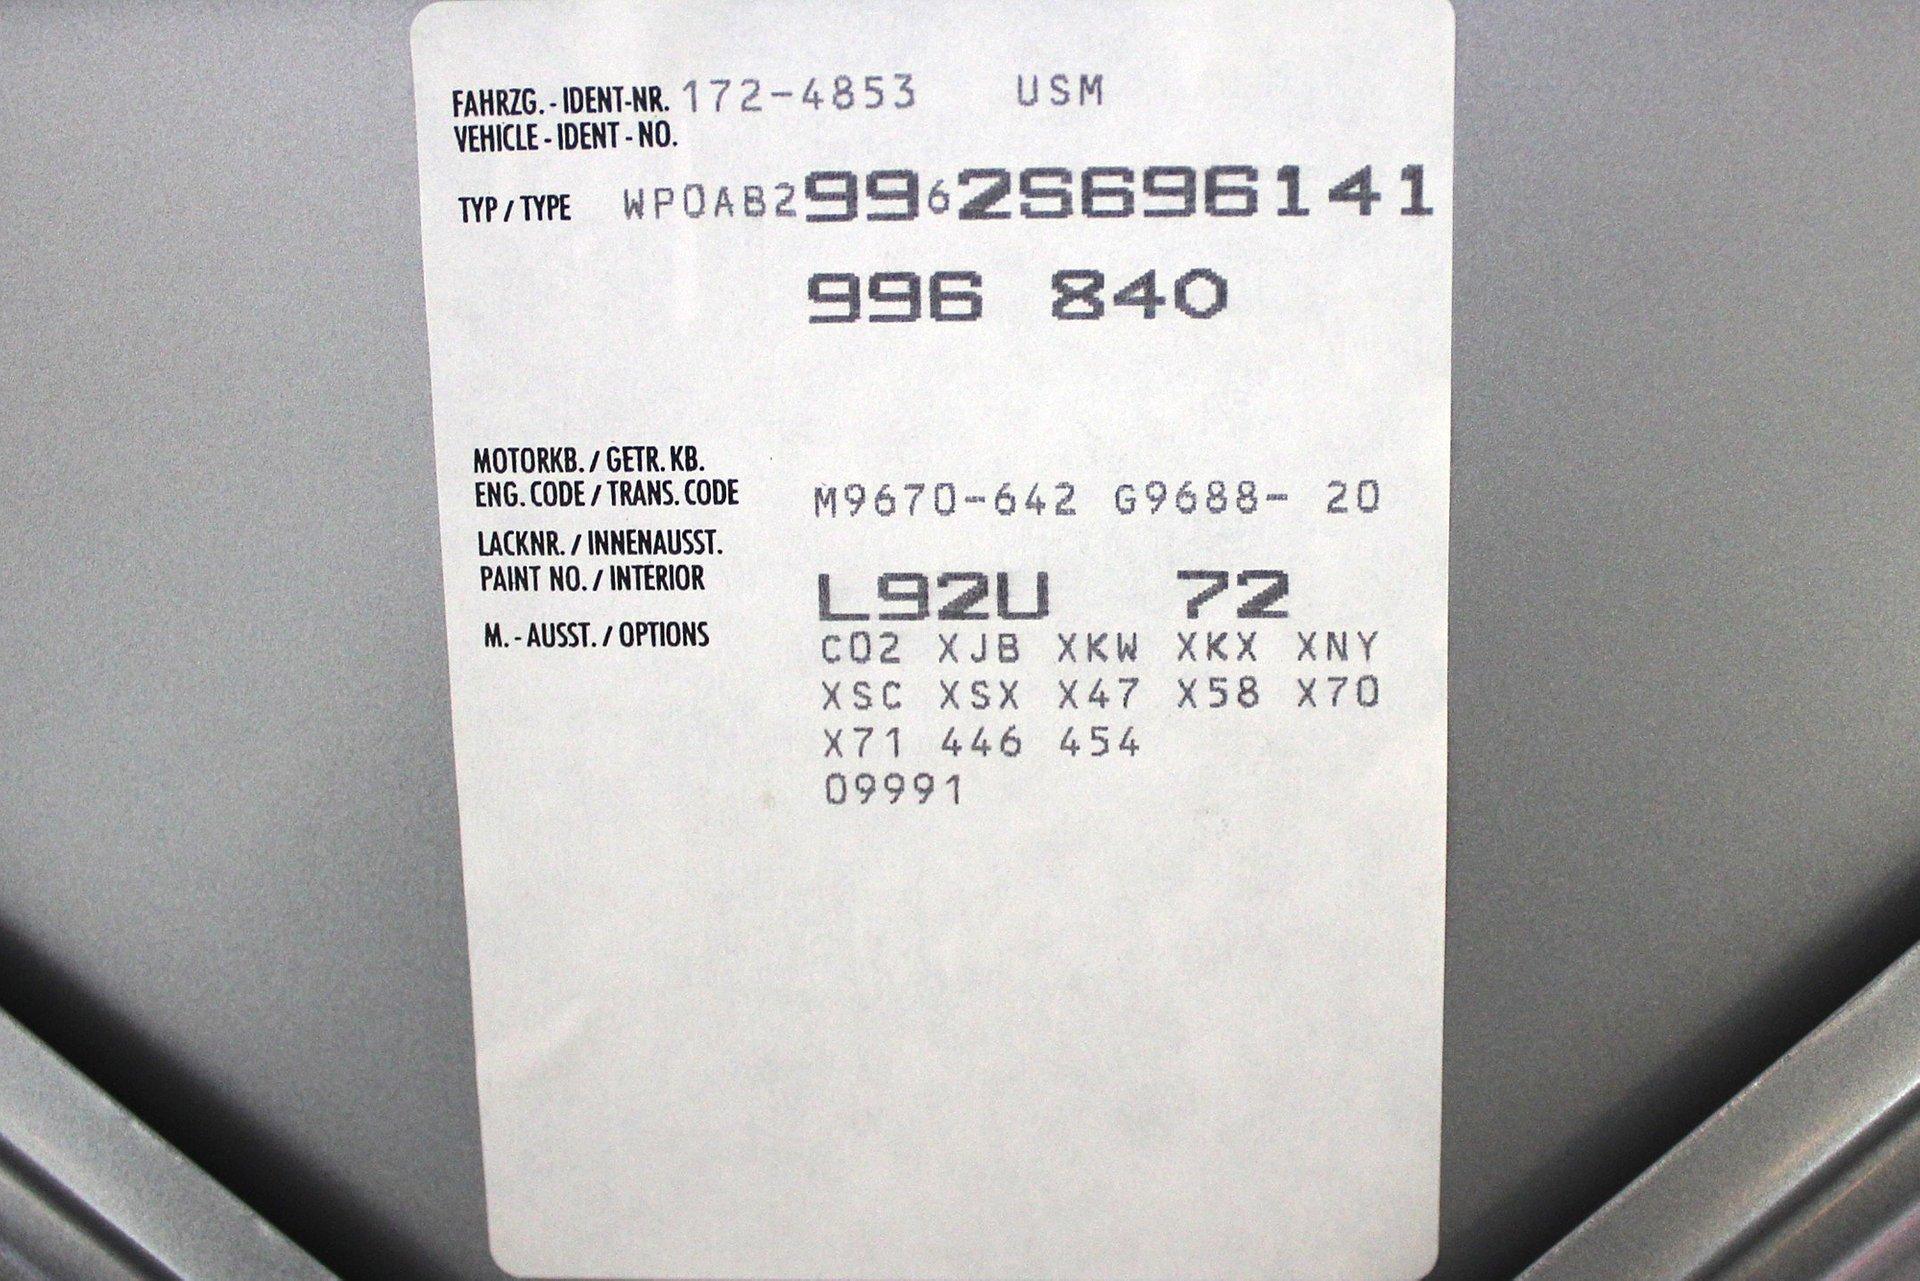 FAHRZG.-IDENT-NR. 172-4853 USM
VEHICLE-IDENT-NO.
TYP/TYPE WP0AB29962S696141
996 840
MOTORKB./GETR.KB.
ENG.CODE/TRANS.CODE M9670-642 G9688- 20
LACKNR./INNENAUSST.
PAINT NO./INTERIOR L92U 72
M.-AUSST./OPTIONS C02 XJB XKW XKX XNY
XSC XSX X47 X58 X70
X71 446 454
09991